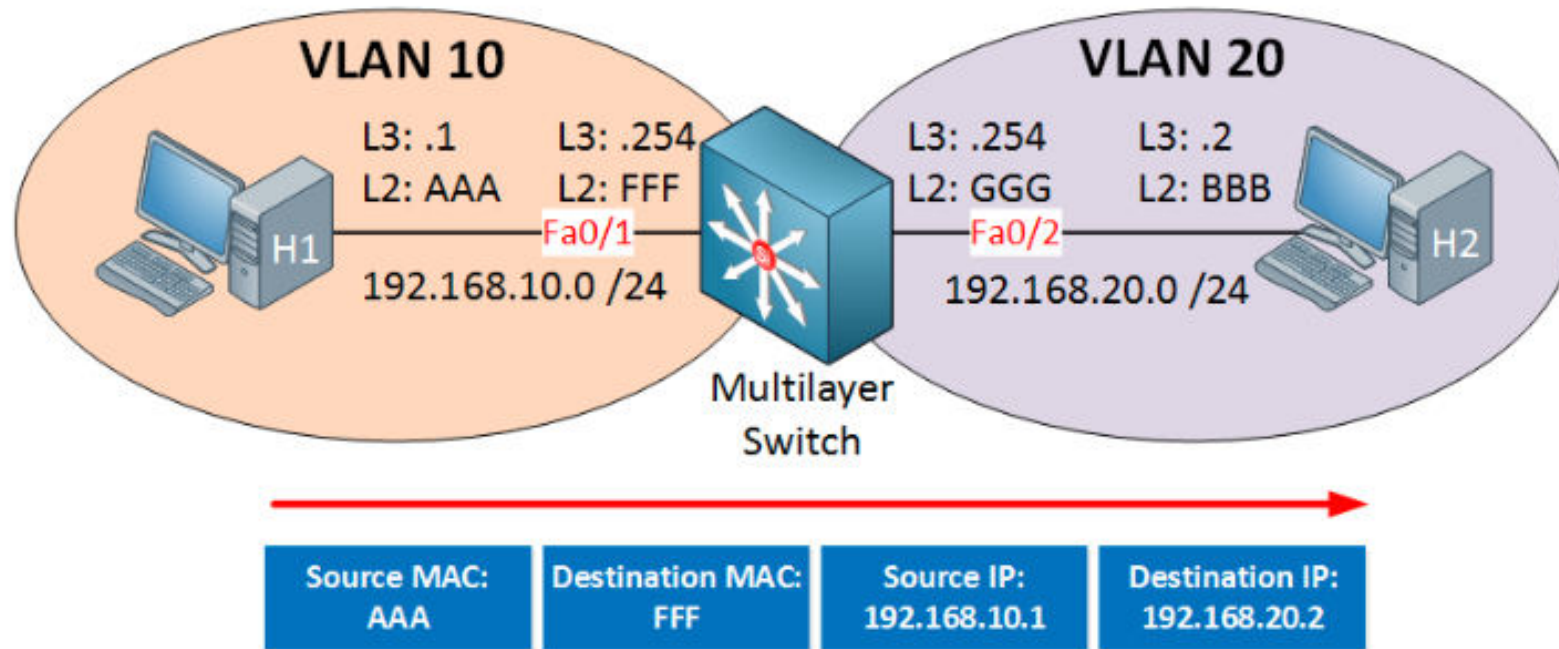 VLAN 10
VLAN 20
L3: .1
L3: .254
L3: .254
L3: .2
L2: AAA
L2: FFF
L2: GGG
L2: BBB
H1
Fa0/1
Fa0/2
H2
192.168.10.0 /24
192.168.20.0 /24
Multilayer
Switch
Source MAC:
AAA
Destination MAC:
FFF
Source IP:
192.168.10.1
Destination IP:
192.168.20.2